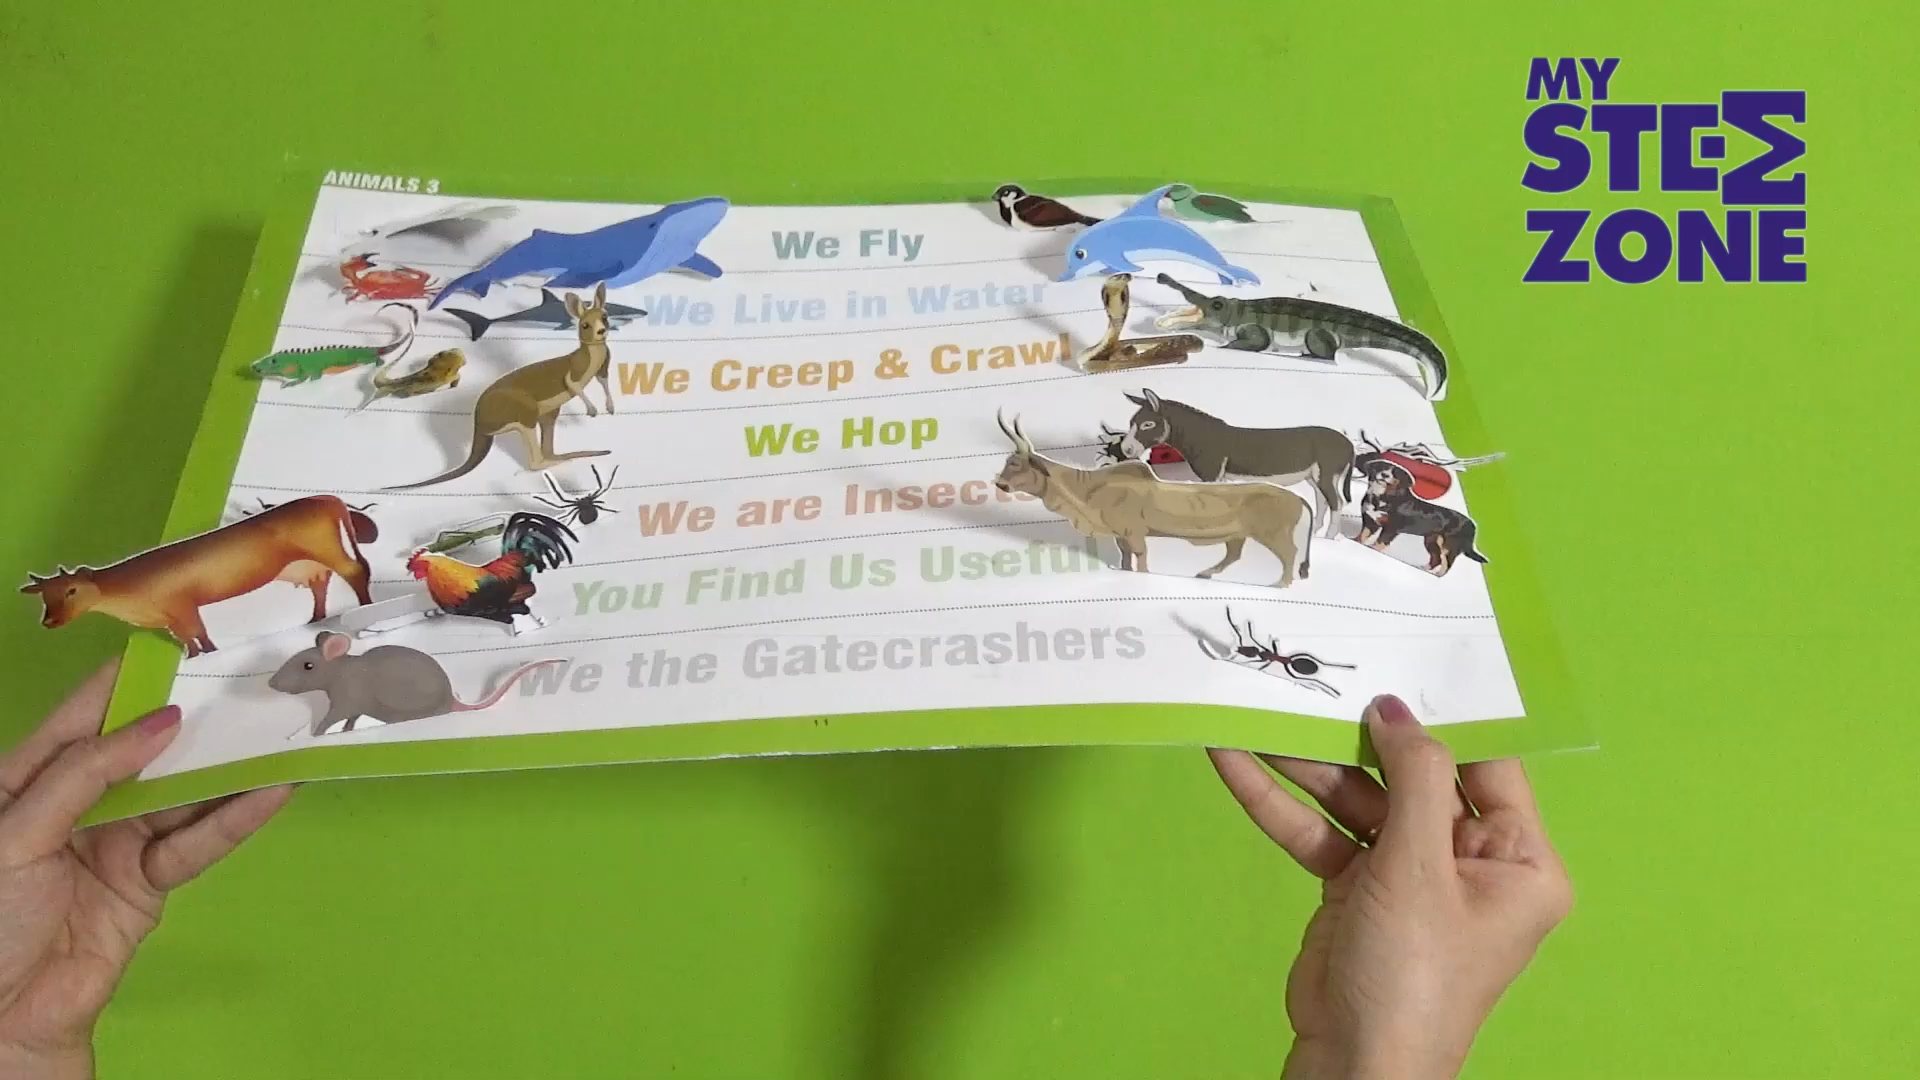 MY
STEM
ZONE
ANIMALS 3
We Fly
We Live in Water
We Creep & Crawl
We Hop
We are Insects
You Find Us Useful
We the Gatecrashers
11